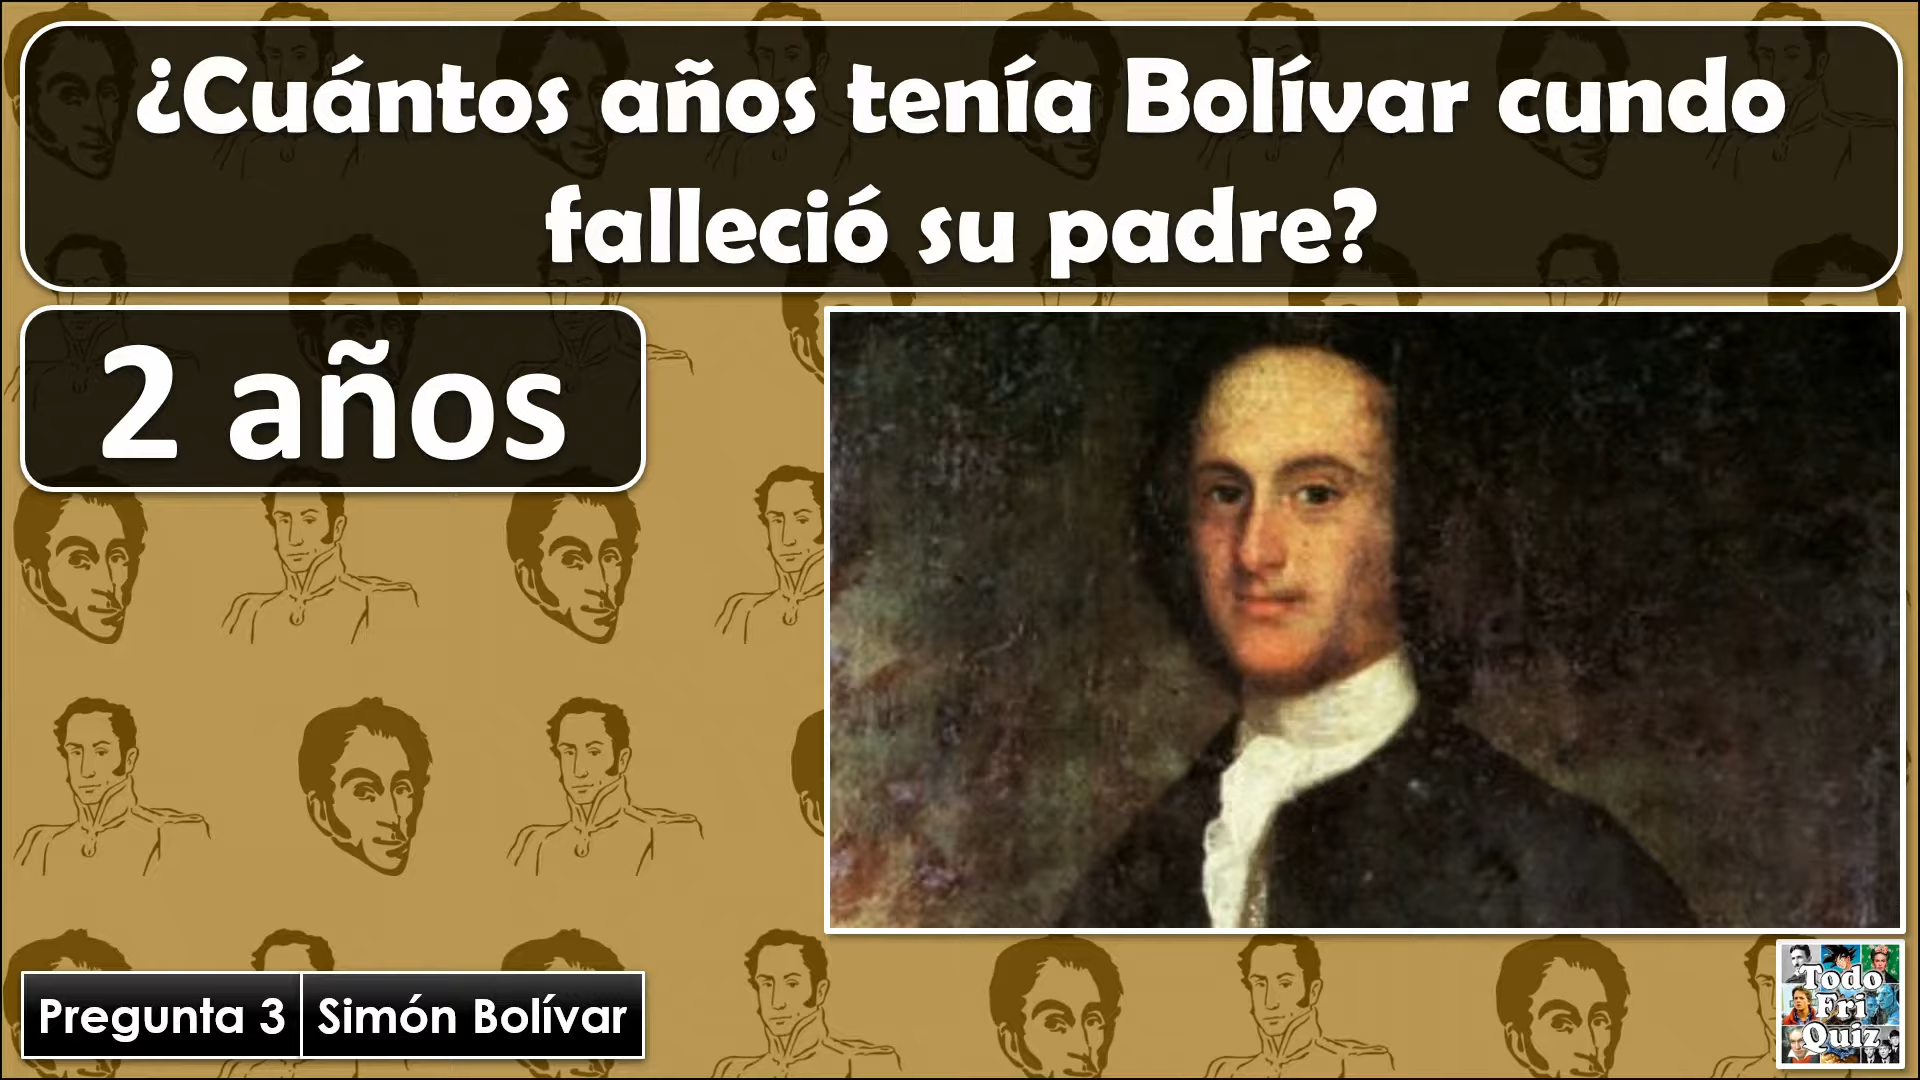 ¿Cuántos años tenía Bolívar cundo
falleció su padre?
2 años
Pregunta 3
Simón Bolívar
Todo
Fri
Quiz